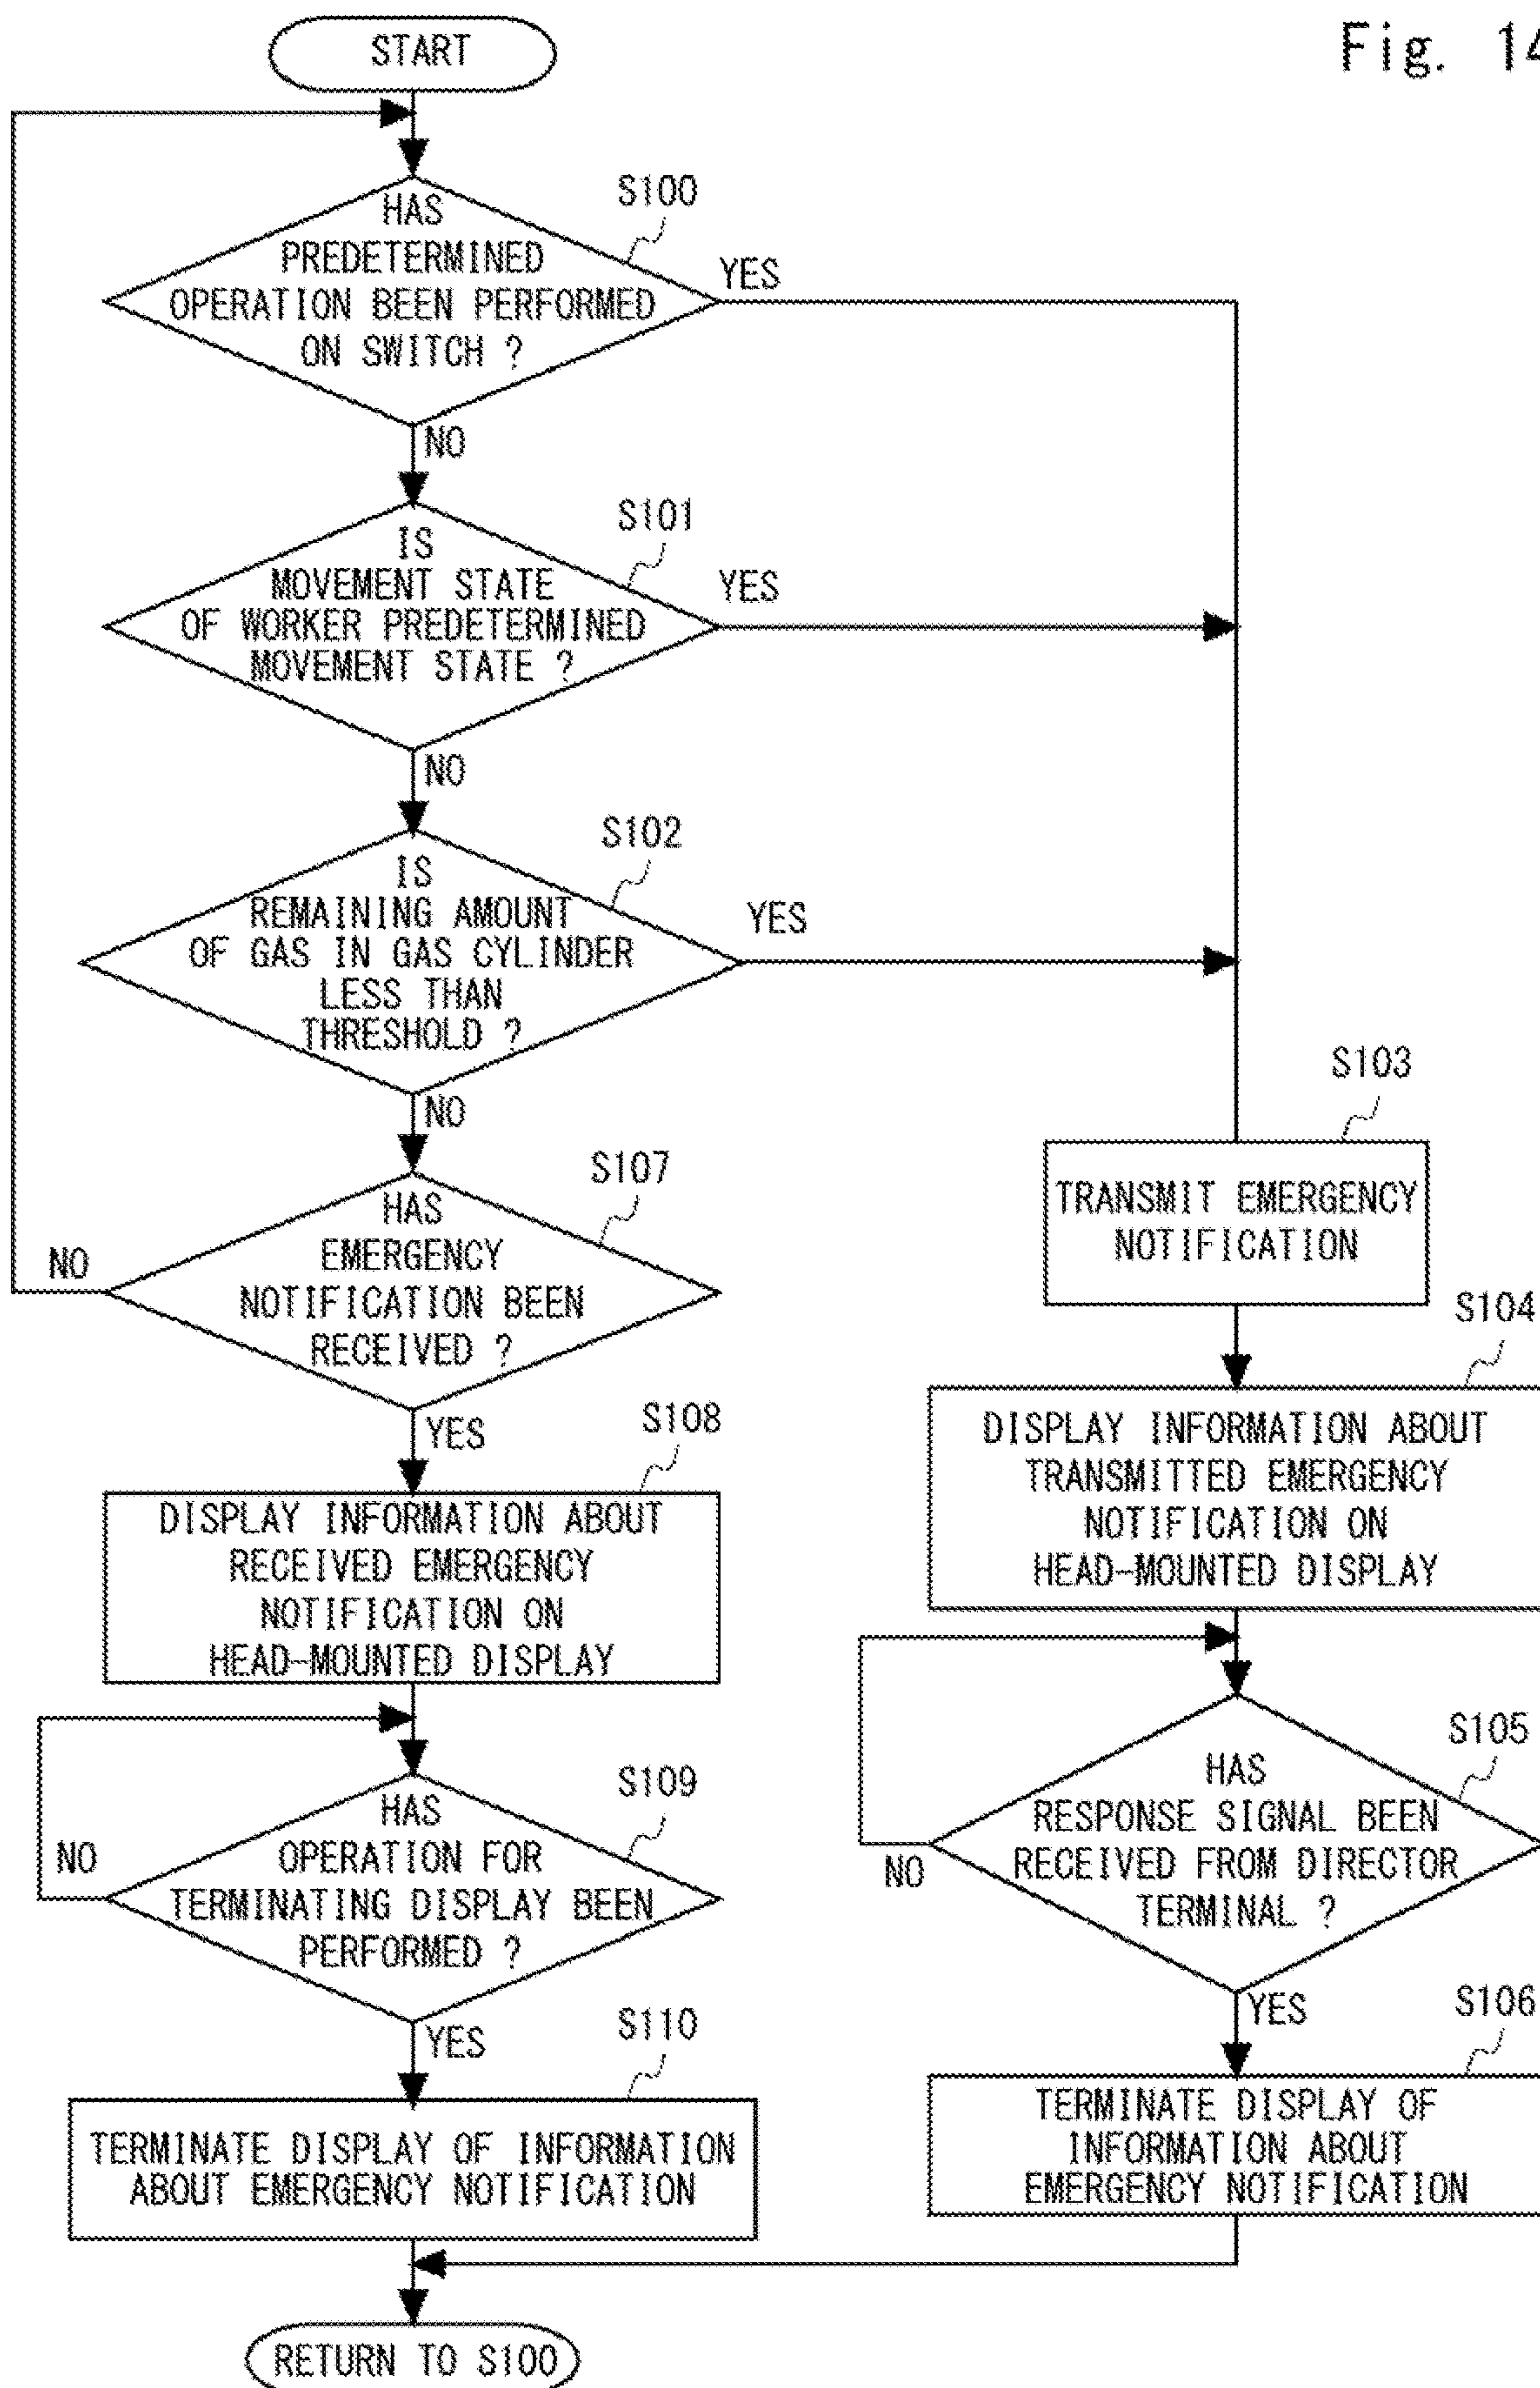 Fig. 14
START
S100
HAS
PREDETERMINED
OPERATION BEEN PERFORMED
ON SWITCH ?
YES
NO
S101
IS
MOVEMENT STATE
OF WORKER PREDETERMINED
MOVEMENT STATE ?
YES
NO
S102
IS
REMAINING AMOUNT
OF GAS IN GAS CYLINDER
LESS THAN
THRESHOLD ?
YES
NO
S103
TRANSMIT EMERGENCY
NOTIFICATION
S107
HAS
EMERGENCY
NOTIFICATION BEEN
RECEIVED ?
NO
YES
S104
DISPLAY INFORMATION ABOUT
TRANSMITTED EMERGENCY
NOTIFICATION ON
HEAD-MOUNTED DISPLAY
S108
DISPLAY INFORMATION ABOUT
RECEIVED EMERGENCY
NOTIFICATION ON
HEAD-MOUNTED DISPLAY
S105
HAS
RESPONSE SIGNAL BEEN
RECEIVED FROM DIRECTOR
TERMINAL ?
NO
YES
S109
HAS
OPERATION FOR
TERMINATING DISPLAY BEEN
PERFORMED ?
NO
YES
S106
TERMINATE DISPLAY OF
INFORMATION ABOUT
EMERGENCY NOTIFICATION
S110
TERMINATE DISPLAY OF INFORMATION
ABOUT EMERGENCY NOTIFICATION
RETURN TO S100